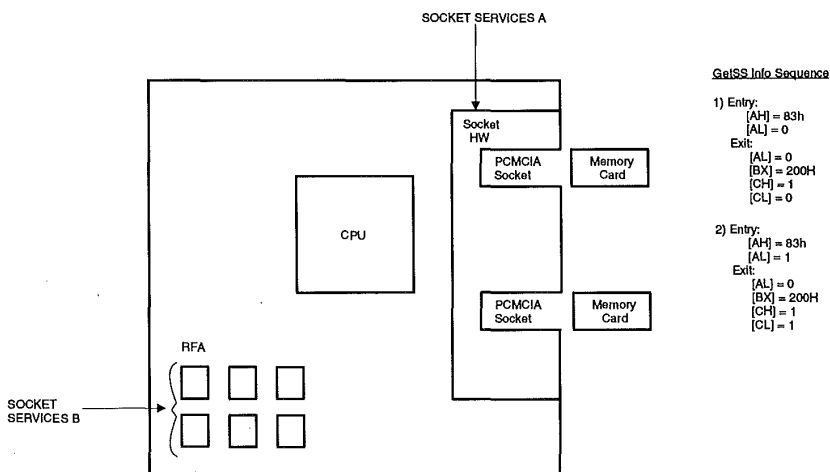 SOCKET SERVICES A
Socket
HW
PCMCIA
Socket
Memory
Card
CPU
PCMCIA
Socket
Memory
Card
RFA
SOCKET
SERVICES B
GetSS Info Sequence
1) Entry:
[AH] = 83h
[AL] = 0
Exit:
[AL] = 0
[BX] = 200H
[CH] = 1
[CL] = 0
2) Entry:
[AH] = 83h
[AL] = 1
Exit:
[AL] = 0
[BX] = 200H
[CH] = 1
[CL] = 1